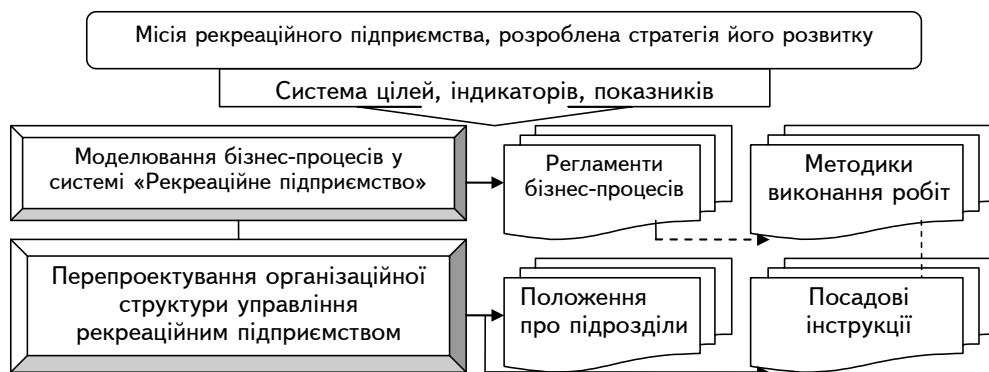 Місія рекреаційного підприємства, розроблена стратегія його розвитку
Система цілей, індикаторів, показників
Моделювання бізнес-процесів у
системі «Рекреаційне підприємство»
Регламенти
бізнес-процесів
Методики
виконання робіт
Перепроектування організаційної
структури управління
рекреаційним підприємством
Положення
про підрозділи
Посадові
інструкції